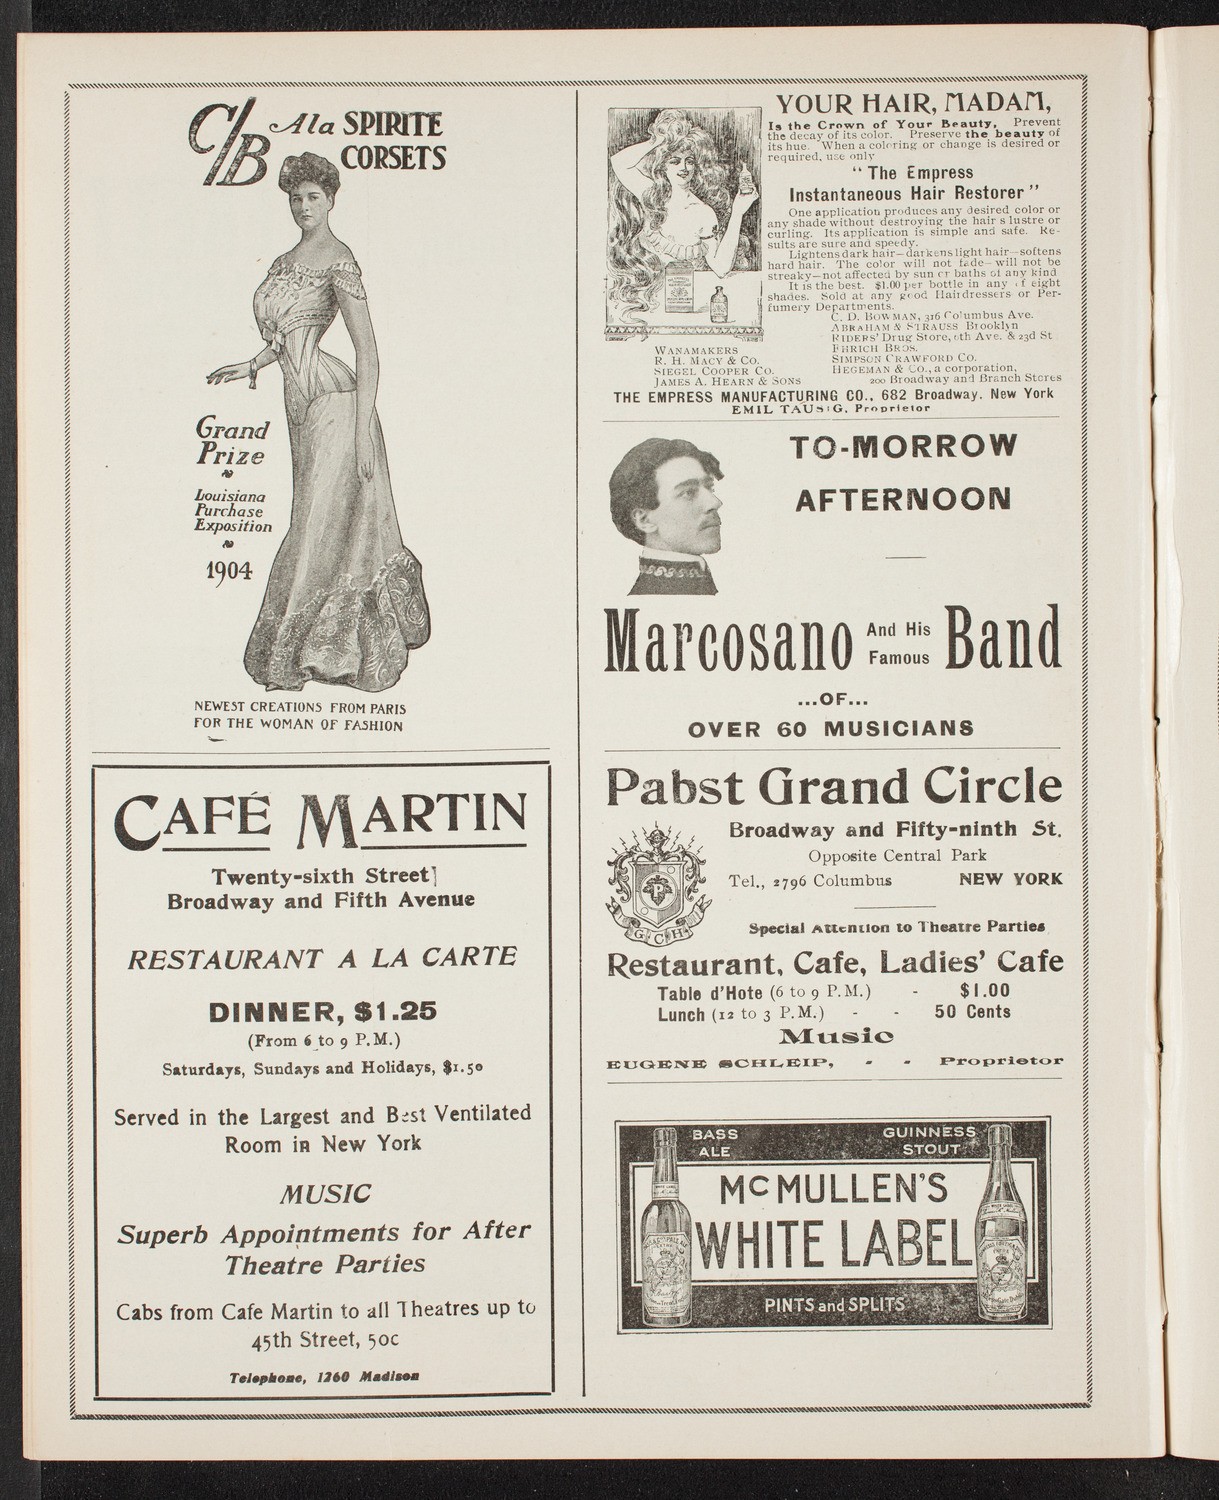 C/B A la SPIRITE
CORSETS
Grand
Prize
Louisiana
Purchase
Exposition
1904
NEWEST CREATIONS FROM PARIS
FOR THE WOMAN OF FASHION
CAFÉ MARTIN
Twenty-sixth Street]
Broadway and Fifth Avenue
RESTAURANT A LA CARTE
DINNER, $1.25
(From 6 to 9 P.M.)
Saturdays, Sundays and Holidays, $1.50
Served in the Largest and Best Ventilated
Room in New York
MUSIC
Superb Appointments for After
Theatre Parties
Cabs from Cafe Martin to all Theatres up to
45th Street, 50c
Telephone, 1260 Madison
YOUR HAIR, MADAM,
Is the Crown of Your Beauty. Prevent
the decay of its color. Preserve the beauty of
its hue. When a coloring or change is desired or
required, use only
"The Empress
Instantaneous Hair Restorer"
One application produces any desired color or
any shade without destroying the hair s lustre or
curling. Its application is simple and safe. Re-
sults are sure and speedy.
Lightens dark hair—darkens light hair—softens
hard hair. The color will not fade—will not be
streaky—not affected by sun or baths of any kind
It is the best. $1.00 per bottle in any of eight
shades. Sold at any good Hairdressers or Per-
fumery Departments.
C. D. BOWMAN, 316 Columbus Ave.
ABRAHAM & STRAUSS Brooklyn
RIDERS' Drug Store, 6th Ave. & 23d St
EHRICH BROS.
SIMPSON CRAWFORD CO.
HEGEMAN & CO., a corporation,
200 Broadway and Branch Stores
WANAMAKERS
R. H. MACY & CO.
SIEGEL COOPER CO.
JAMES A. HEARN & SONS
THE EMPRESS MANUFACTURING CO., 682 Broadway. New York
EMIL TAUSIG, Proprietor
TO-MORROW
AFTERNOON
Marcosano And His Famous Band
...OF...
OVER 60 MUSICIANS
Pabst Grand Circle
Broadway and Fifty-ninth St.
Opposite Central Park
Tel., 2796 Columbus NEW YORK
P
G C H
Special Attention to Theatre Parties
Restaurant, Cafe, Ladies' Cafe
Table d'Hote (6 to 9 P.M.) - $1.00
Lunch (12 to 3 P.M.) - - 50 Cents
Music
EUGENE SCHLEIP, - - Proprietor
BASS
ALE
GUINNESS
STOUT
McMULLEN'S
WHITE LABEL
PINTS and SPLITS